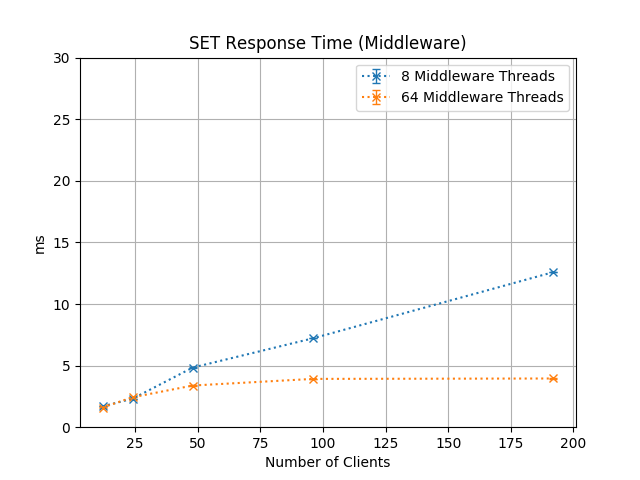 SET Response Time (Middleware)
30
25
20
15
10
5
0
ms
8 Middleware Threads
64 Middleware Threads
25 50 75 100 125 150 175 200
Number of Clients